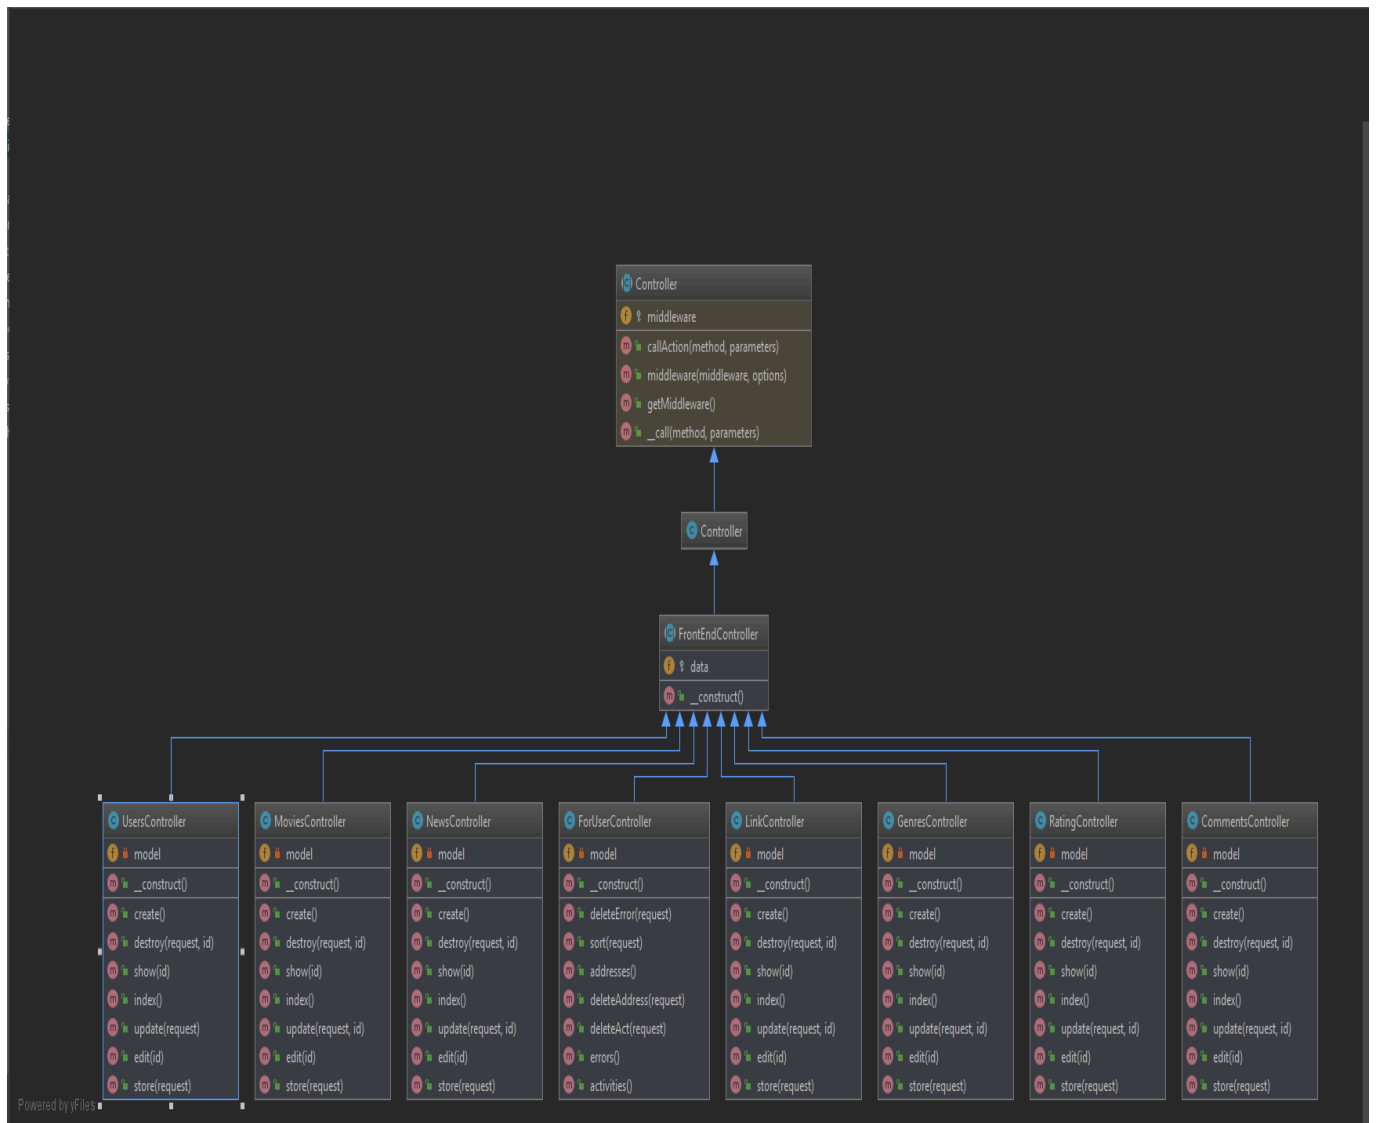 Controller
middleware
callAction(method, parameters)
middleware(middleware, options)
getMiddleware()
__call(method, parameters)
Controller
FrontEndController
data
__construct()
UsersController
model
__construct()
create()
destroy(request, id)
show(id)
index()
update(request)
edit(id)
store(request)
MoviesController
model
__construct()
create()
destroy(request, id)
show(id)
index()
update(request, id)
edit(id)
store(request)
NewsController
model
__construct()
create()
destroy(request, id)
show(id)
index()
update(request, id)
edit(id)
store(request)
ForUserController
model
__construct()
deleteError(request)
sort(request)
addresses()
deleteAddress(request)
deleteAct(request)
errors()
activities()
LinkController
model
__construct()
create()
destroy(request, id)
show(id)
index()
update(request, id)
edit(id)
store(request)
GenresController
model
__construct()
create()
destroy(request, id)
show(id)
index()
update(request, id)
edit(id)
store(request)
RatingController
model
__construct()
create()
destroy(request, id)
show(id)
index()
update(request, id)
edit(id)
store(request)
CommentsController
model
__construct()
create()
destroy(request, id)
show(id)
index()
update(request, id)
edit(id)
store(request)
Powered by yFiles